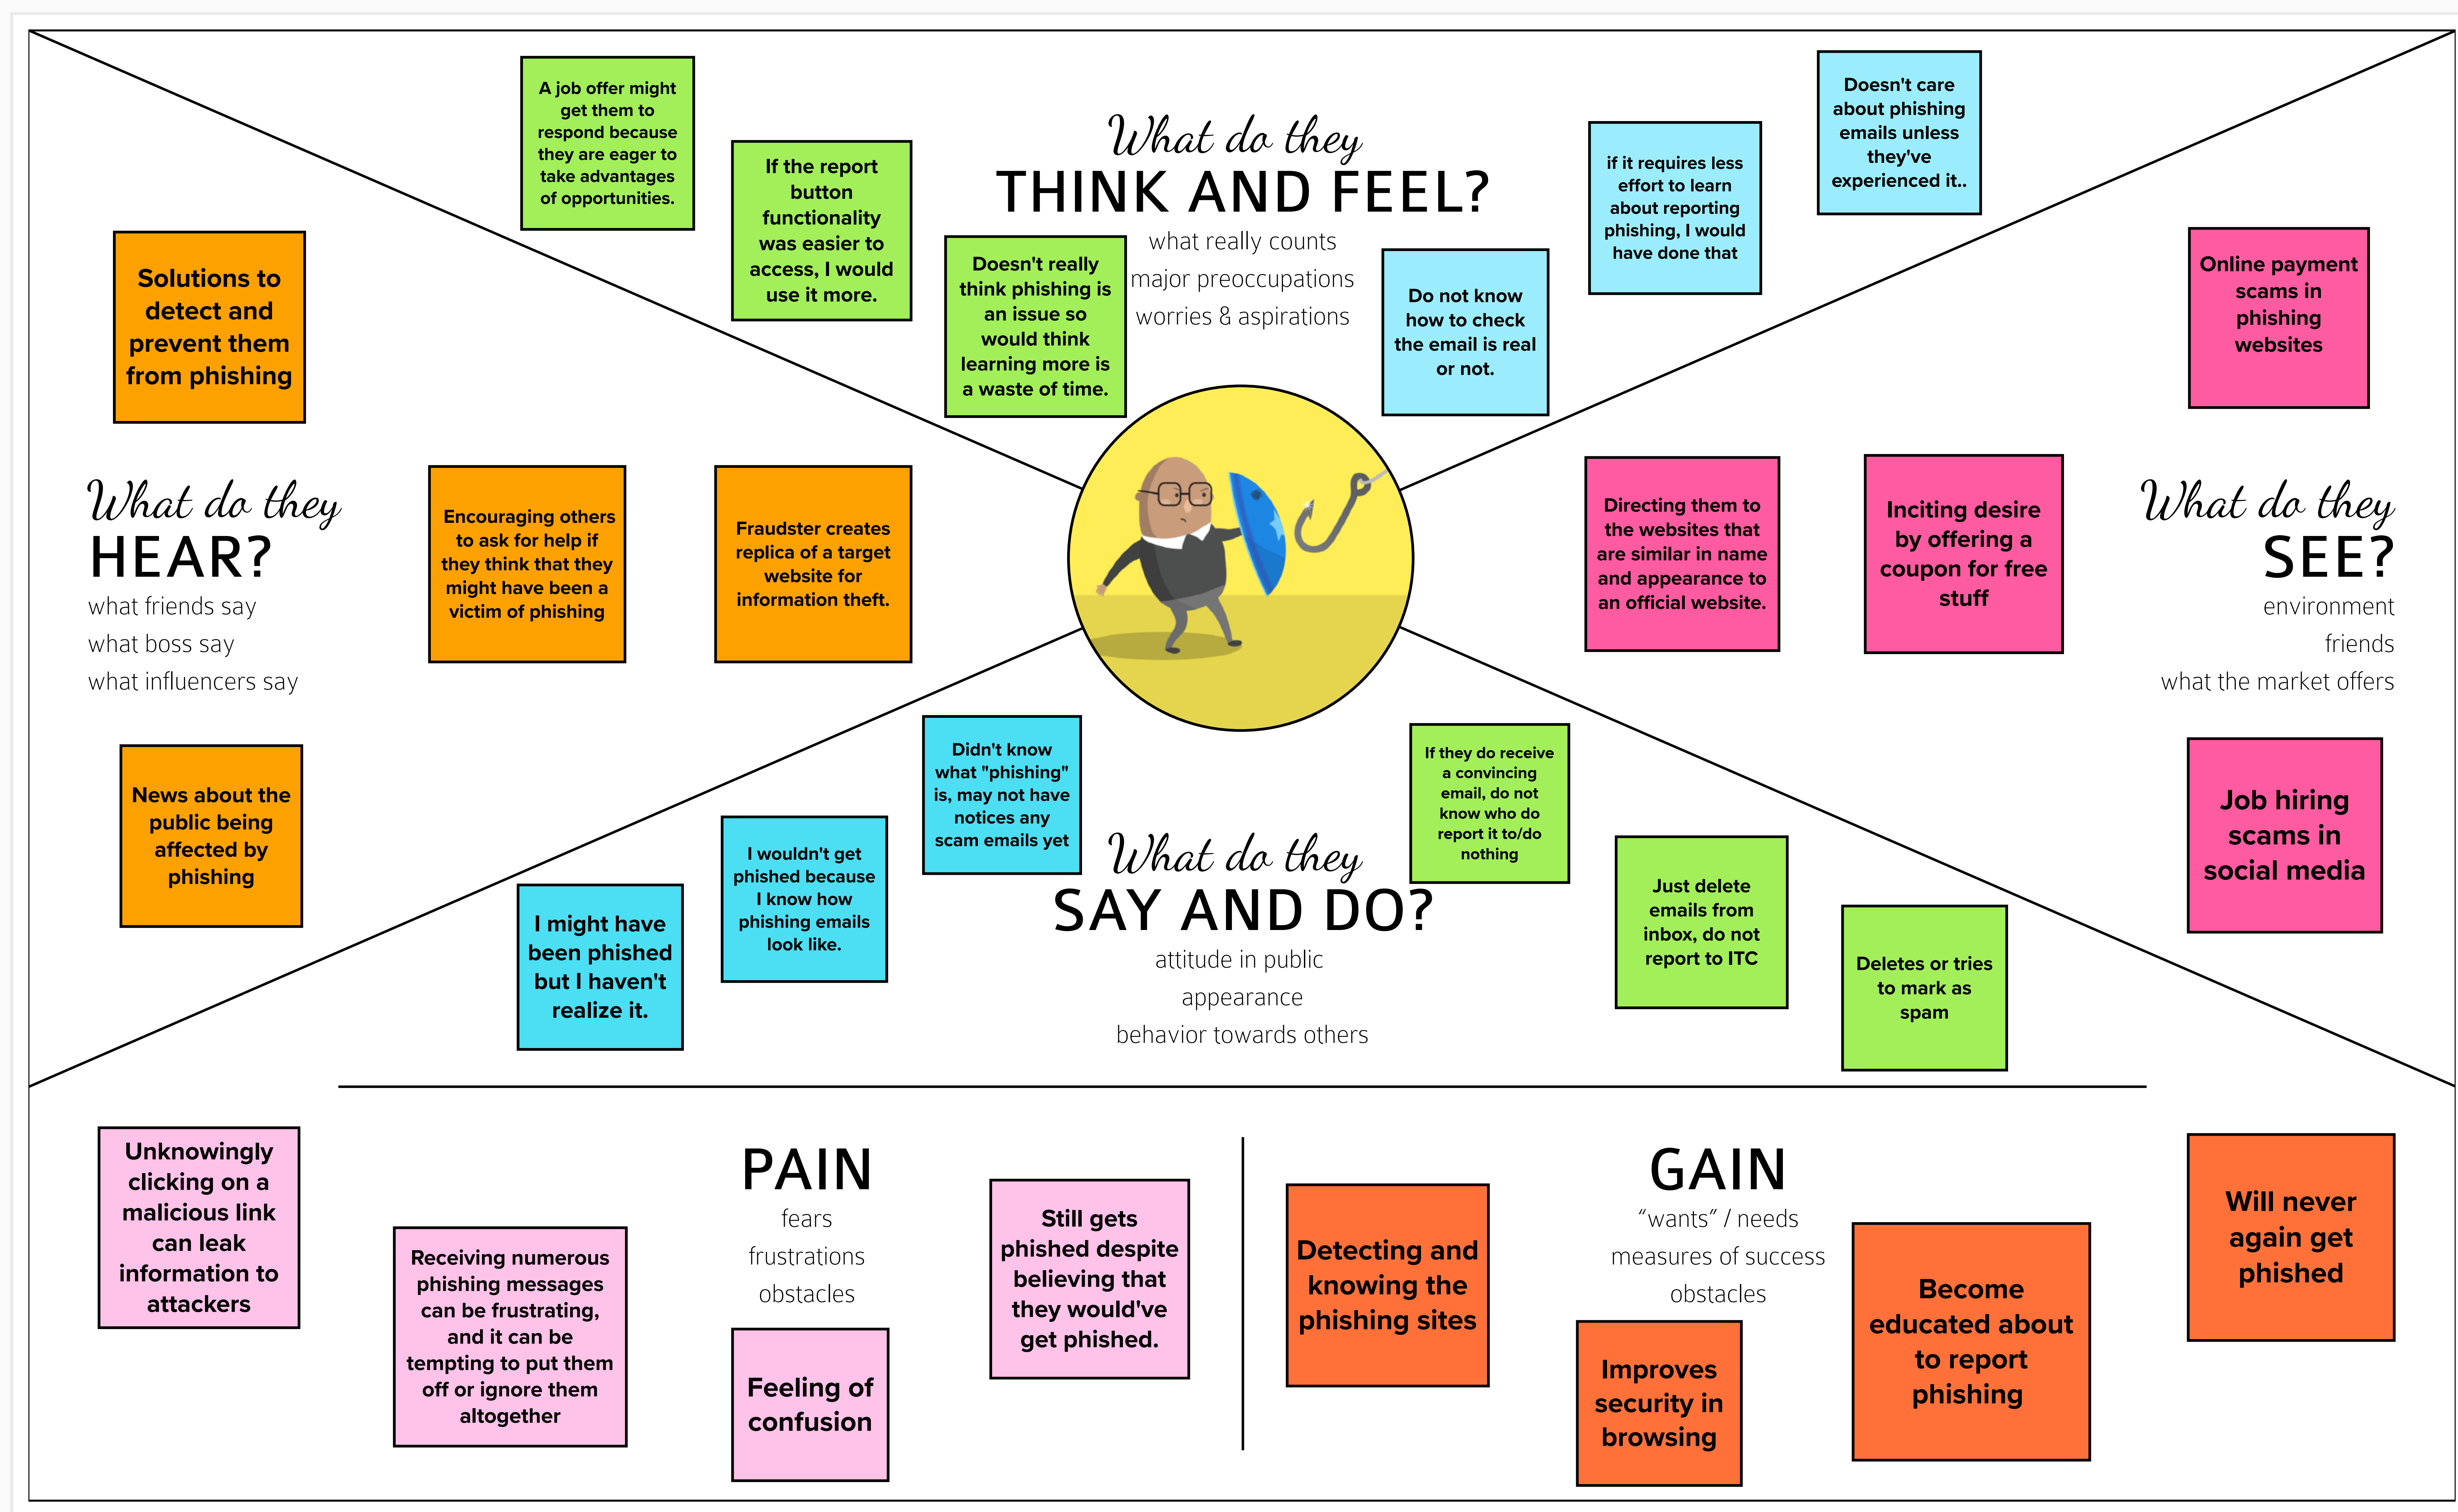 What do they
THINK AND FEEL?
what really counts
major preoccupations
worries & aspirations
A job offer might
get them to
respond because
they are eager to
take advantages
of opportunities.
If the report
button
functionality
was easier to
access, I would
use it more.
Doesn't really
think phishing is
an issue so
would think
learning more is
a waste of time.
Do not know
how to check
the email is real
or not.
if it requires less
effort to learn
about reporting
phishing, I would
have done that
Doesn't care
about phishing
emails unless
they've
experienced it..
Solutions to
detect and
prevent them
from phishing
What do they
HEAR?
what friends say
what boss say
what influencers say
Encouraging others
to ask for help if
they think that they
might have been a
victim of phishing
Fraudster creates
replica of a target
website for
information theft.
News about the
public being
affected by
phishing
Online payment
scams in
phishing
websites
Directing them to
the websites that
are similar in name
and appearance to
an official website.
Inciting desire
by offering a
coupon for free
stuff
What do they
SEE?
environment
friends
what the market offers
Job hiring
scams in
social media
I might have
been phished
but I haven't
realize it.
I wouldn't get
phished because
I know how
phishing emails
look like.
Didn't know
what "phishing"
is, may not have
notices any
scam emails yet
What do they
SAY AND DO?
attitude in public
appearance
behavior towards others
If they do receive
a convincing
email, do not
know who do
report it to/do
nothing
Just delete
emails from
inbox, do not
report to ITC
Deletes or tries
to mark as
spam
Unknowingly
clicking on a
malicious link
can leak
information to
attackers
Receiving numerous
phishing messages
can be frustrating,
and it can be
tempting to put them
off or ignore them
altogether
PAIN
fears
frustrations
obstacles
Feeling of
confusion
Still gets
phished despite
believing that
they would've
get phished.
Detecting and
knowing the
phishing sites
GAIN
“wants” / needs
measures of success
obstacles
Improves
security in
browsing
Become
educated about
to report
phishing
Will never
again get
phished